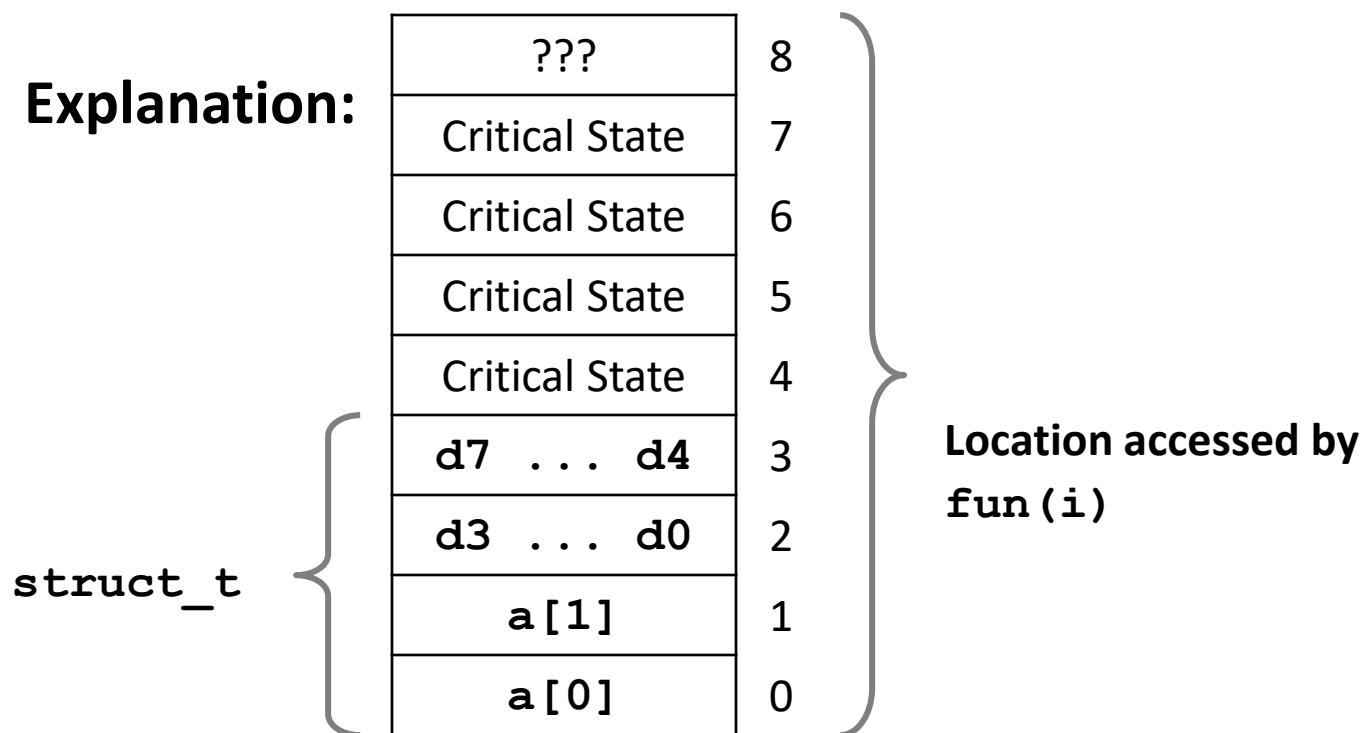 Explanation:
??? 8
Critical State 7
Critical State 6
Critical State 5
Critical State 4
d7 ... d4 3
d3 ... d0 2
a[1] 1
a[0] 0
struct_t
Location accessed by
fun(i)